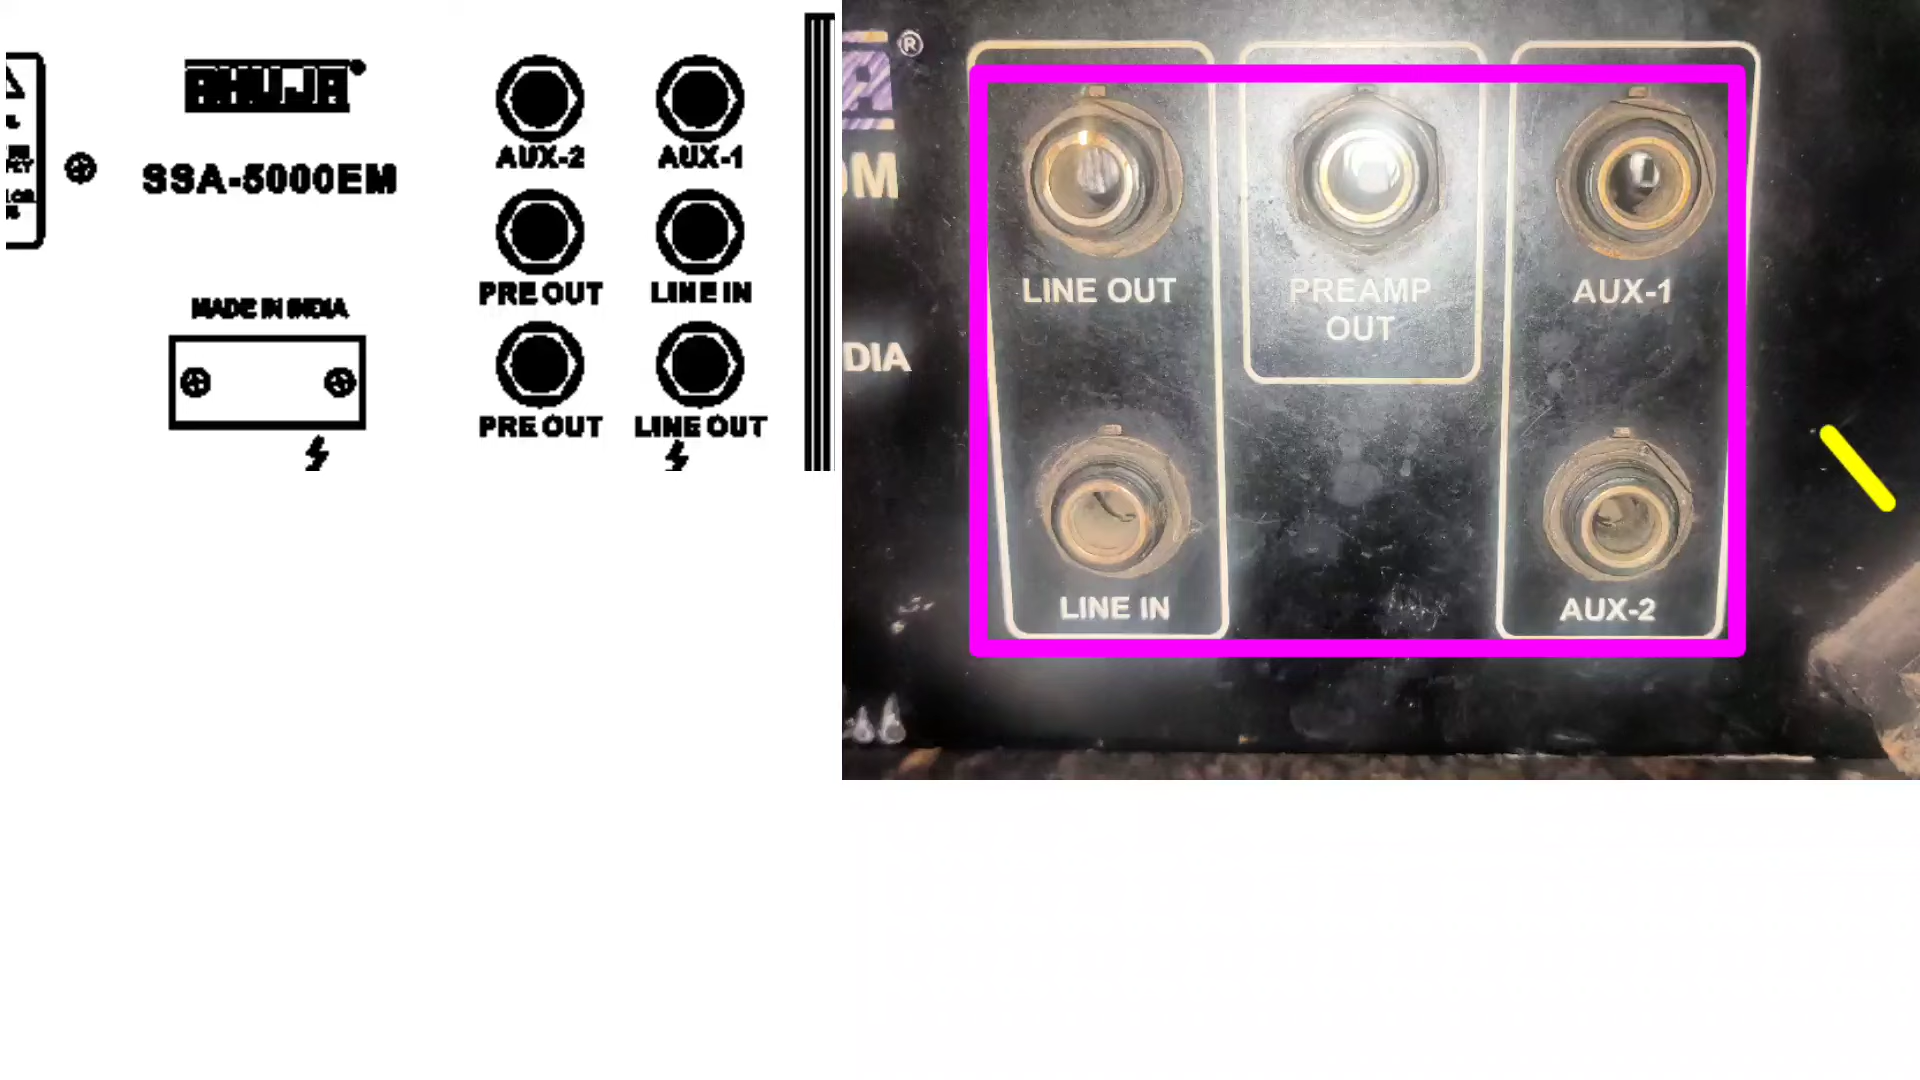 AHUJA
SSA-5000EM
MADE IN INDIA
AUX-2
AUX-1
PRE OUT
LINE IN
PRE OUT
LINE OUT
A®
M
DIA
LINE OUT
PREAMP
OUT
AUX-1
LINE IN
AUX-2